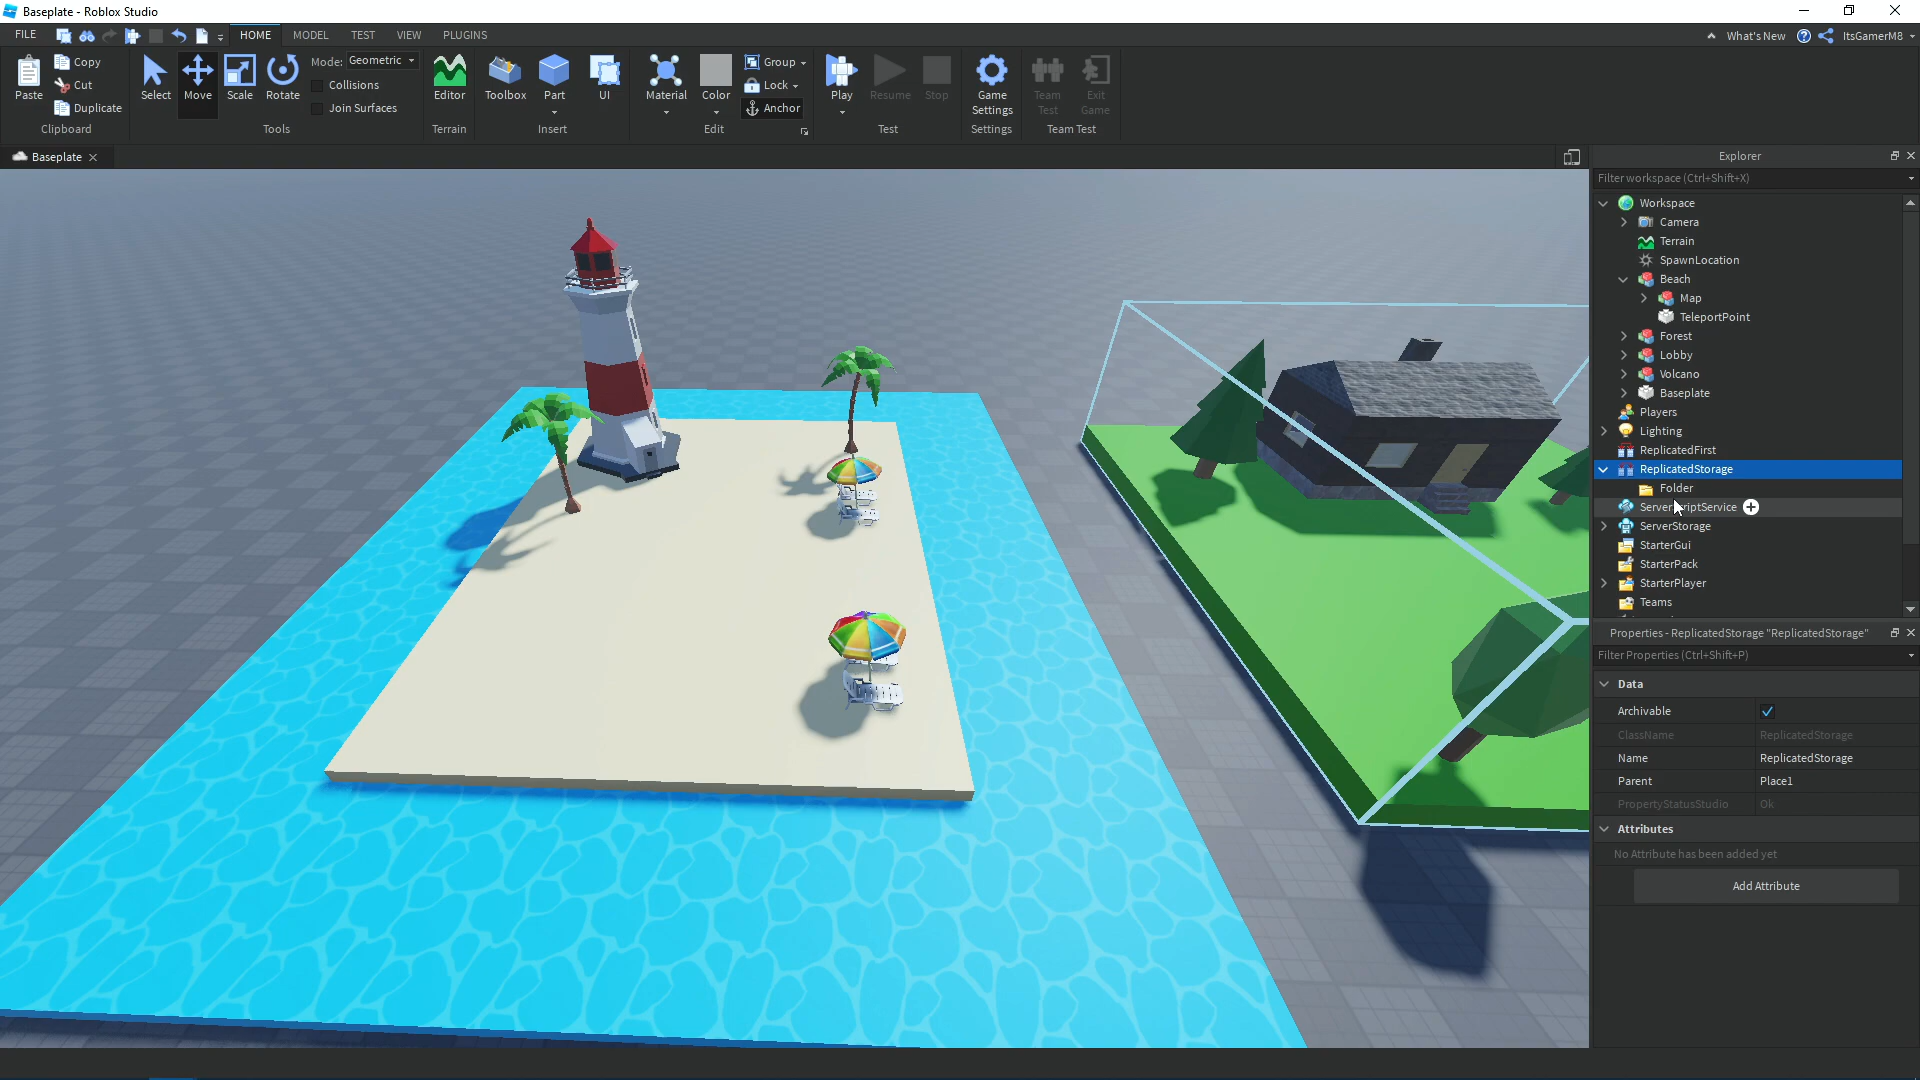 Baseplate - Roblox Studio
FILE HOME MODEL TEST VIEW PLUGINS What's New ItsGamerM8
Paste Copy Cut Duplicate Clipboard
Select Move Scale Rotate Mode: Geometric Collisions Join Surfaces Tools
Editor Terrain
Toolbox Part UI Insert
Material Color Group Lock Anchor Edit
Play Resume Stop Test
Game Settings Settings
Team Test Exit Game Team Test
Baseplate
Explorer
Filter workspace (Ctrl+Shift+X)
Workspace
Camera
Terrain
SpawnLocation
Beach
Map
TeleportPoint
Forest
Lobby
Volcano
Baseplate
Players
Lighting
ReplicatedFirst
ReplicatedStorage
Folder
ServerScriptService
ServerStorage
StarterGui
StarterPack
StarterPlayer
Teams
Properties - ReplicatedStorage "ReplicatedStorage"
Filter Properties (Ctrl+Shift+P)
Data
Archivable
ClassName ReplicatedStorage
Name ReplicatedStorage
Parent Place1
PropertyStatusStudio Ok
Attributes
No Attribute has been added yet
Add Attribute